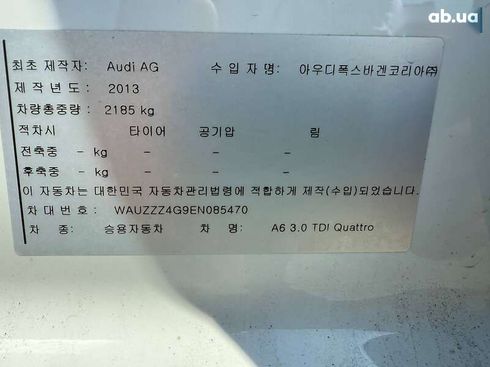 ab.ua
최초 제작자: Audi AG 수 입 자 명: 아우디폭스바겐코리아㈜
제 작 년 도 : 2013
차량총중량 : 2185 kg
적차시 타이어 공기압 림
전축중 - kg - - -
후축중 - kg - - -
이 자동차는 대한민국 자동차관리법령에 적합하게 제작(수입)되었습니다.
차 대 번 호 : WAUZZZ4G9EN085470
차 종: 승용자동차 차 명: A6 3.0 TDI Quattro